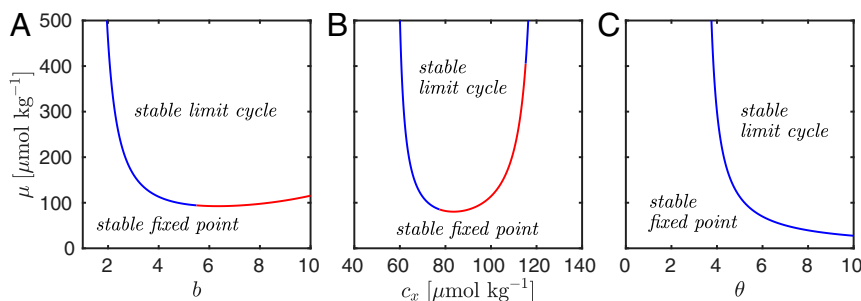 A
B
C
500
400
300
200
100
0
μ [μmol kg⁻¹]
stable limit cycle
stable fixed point
2
4
6
8
10
b
stable
limit cycle
stable fixed point
40
60
80
100
120
140
cₓ [μmol kg⁻¹]
stable
limit cycle
stable
fixed point
0
2
4
6
8
10
θ